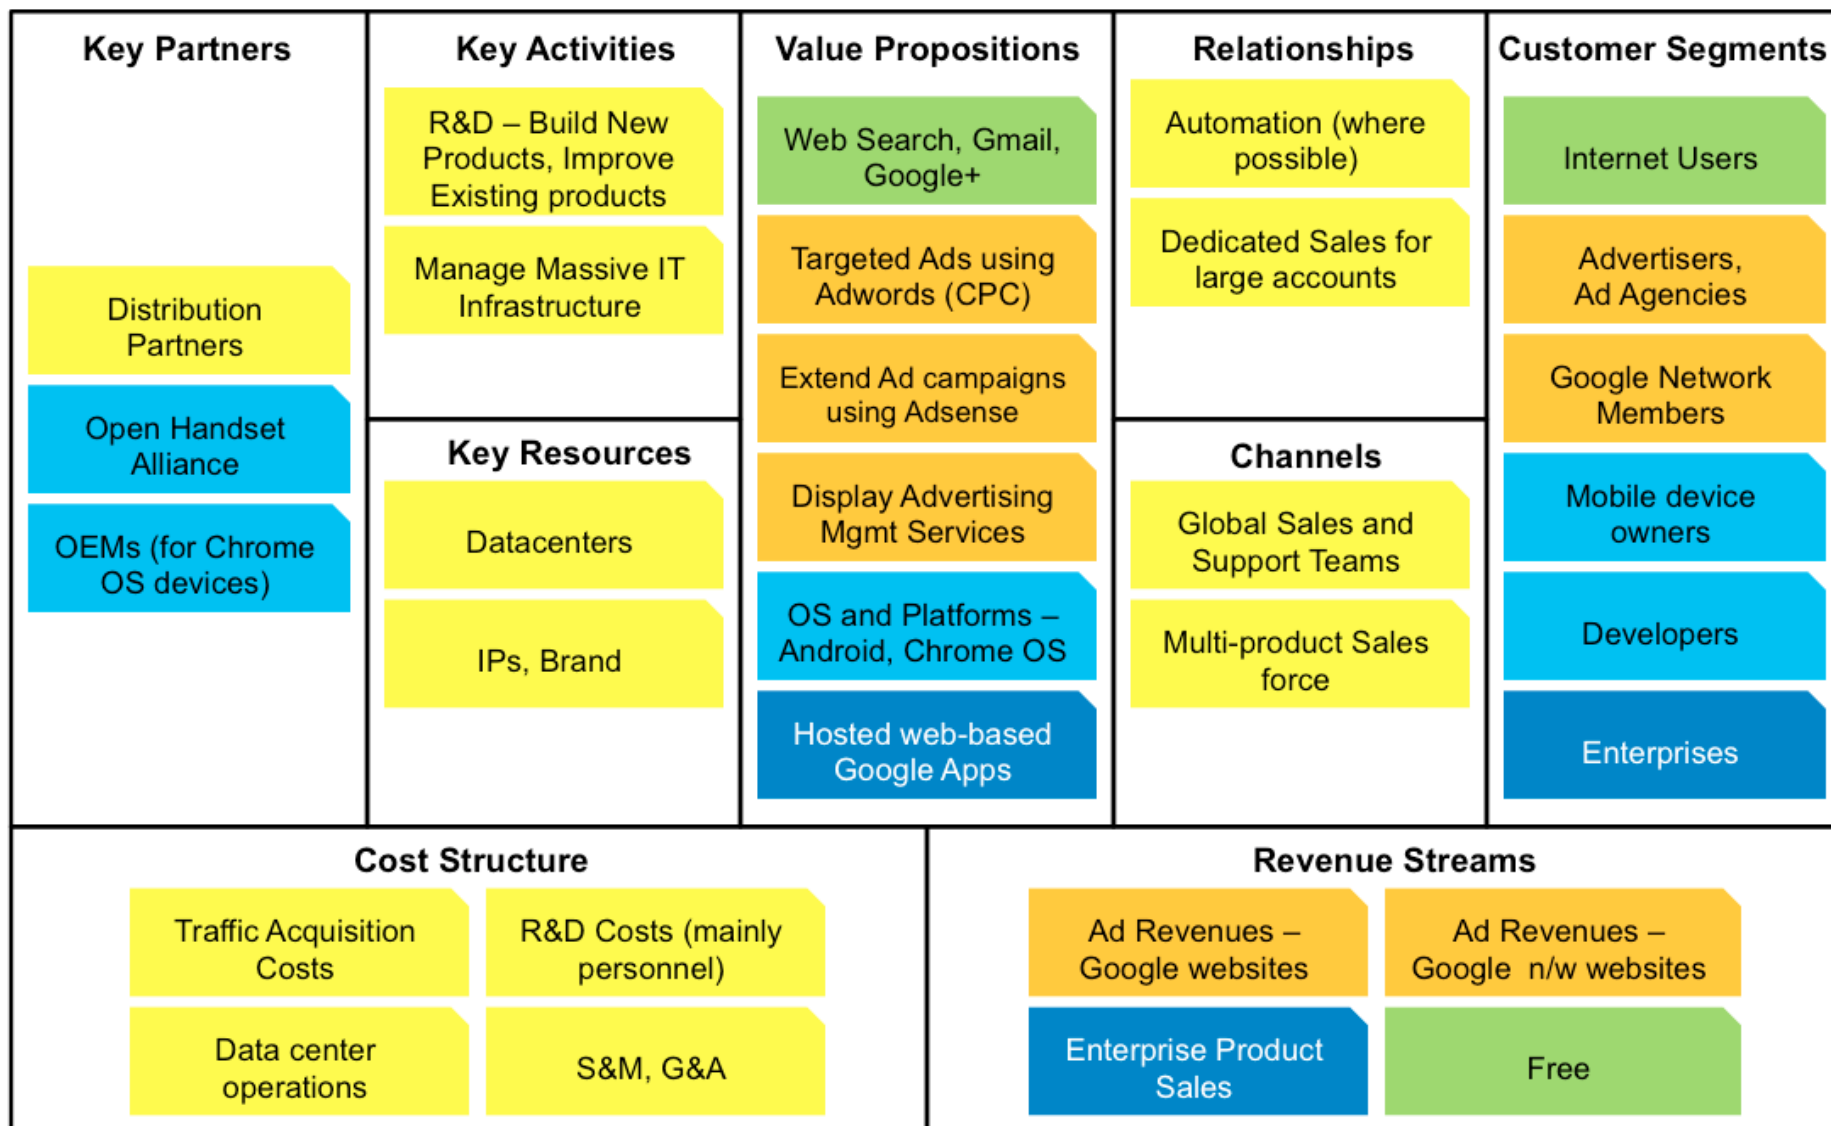 Key Partners
Distribution
Partners
Open Handset
Alliance
OEMs (for Chrome
OS devices)
Key Activities
R&D – Build New
Products, Improve
Existing products
Manage Massive IT
Infrastructure
Key Resources
Datacenters
IPs, Brand
Value Propositions
Web Search, Gmail,
Google+
Targeted Ads using
Adwords (CPC)
Extend Ad campaigns
using Adsense
Display Advertising
Mgmt Services
OS and Platforms –
Android, Chrome OS
Hosted web-based
Google Apps
Relationships
Automation (where
possible)
Dedicated Sales for
large accounts
Channels
Global Sales and
Support Teams
Multi-product Sales
force
Customer Segments
Internet Users
Advertisers,
Ad Agencies
Google Network
Members
Mobile device
owners
Developers
Enterprises
Cost Structure
Traffic Acquisition
Costs
R&D Costs (mainly
personnel)
Data center
operations
S&M, G&A
Revenue Streams
Ad Revenues –
Google websites
Ad Revenues –
Google n/w websites
Enterprise Product
Sales
Free